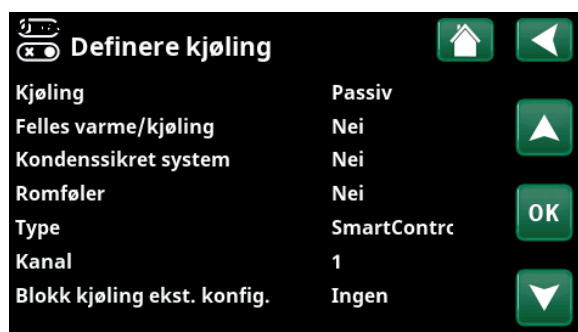 Definere kjøling
Kjøling Passiv
Felles varme/kjøling Nei
Kondenssikret system Nei
Romføler Nei
Type SmartContrc
Kanal 1
OK
Blokk kjøling ekst. konfig. Ingen